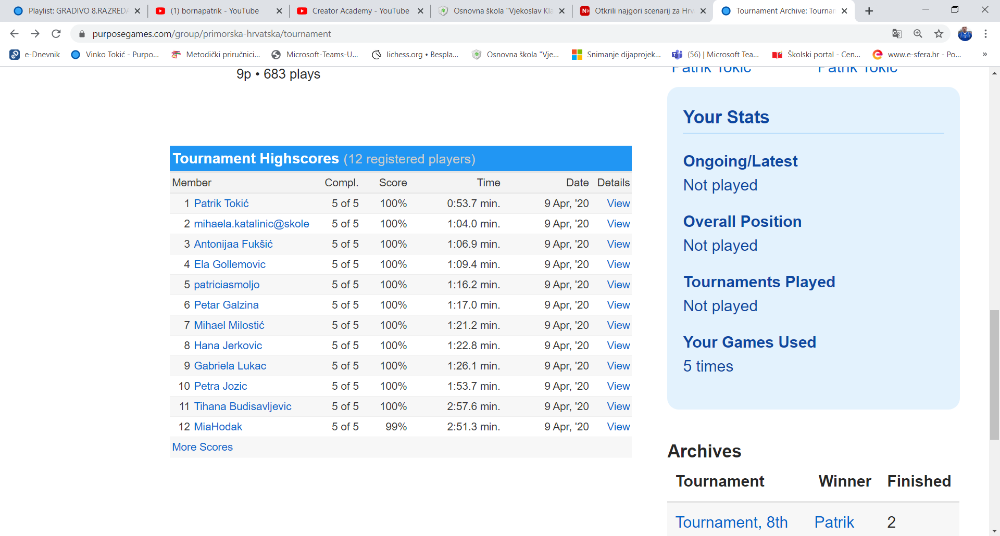 Playlist: GRADIVO 8.RAZREDA
(1) bornapatrik - YouTube
Creator Academy - YouTube
Osnovna škola "Vjekoslav Kla
Otkrili najgori scenarij za Hrv
Tournament Archive: Tournam
purposegames.com/group/primorska-hrvatska/tournament
e-Dnevnik
Vinko Tokić - Purpo...
Metodički priručnici...
Microsoft-Teams-U...
lichess.org • Bespla...
Osnovna škola "Vje...
Snimanje dijaprojek...
(56) | Microsoft Tea...
Školski portal - Cen...
www.e-sfera.hr - Po...
»
9p • 683 plays
Tournament Highscores (12 registered players)
Member Compl. Score Time Date Details
1 Patrik Tokić 5 of 5 100% 0:53.7 min. 9 Apr, '20 View
2 mihaela.katalinic@skole 5 of 5 100% 1:04.0 min. 9 Apr, '20 View
3 Antonijaa Fukšić 5 of 5 100% 1:06.9 min. 9 Apr, '20 View
4 Ela Gollemovic 5 of 5 100% 1:09.4 min. 9 Apr, '20 View
5 patriciasmoljo 5 of 5 100% 1:16.2 min. 9 Apr, '20 View
6 Petar Galzina 5 of 5 100% 1:17.0 min. 9 Apr, '20 View
7 Mihael Milostić 5 of 5 100% 1:21.2 min. 9 Apr, '20 View
8 Hana Jerkovic 5 of 5 100% 1:22.8 min. 9 Apr, '20 View
9 Gabriela Lukac 5 of 5 100% 1:26.1 min. 9 Apr, '20 View
10 Petra Jozic 5 of 5 100% 1:53.7 min. 9 Apr, '20 View
11 Tihana Budisavljevic 5 of 5 100% 2:57.6 min. 9 Apr, '20 View
12 MiaHodak 5 of 5 99% 2:51.3 min. 9 Apr, '20 View
More Scores
Patrik Tokić Patrik Tokić
Your Stats
Ongoing/Latest
Not played
Overall Position
Not played
Tournaments Played
Not played
Your Games Used
5 times
Archives
Tournament Winner Finished
Tournament, 8th Patrik 2